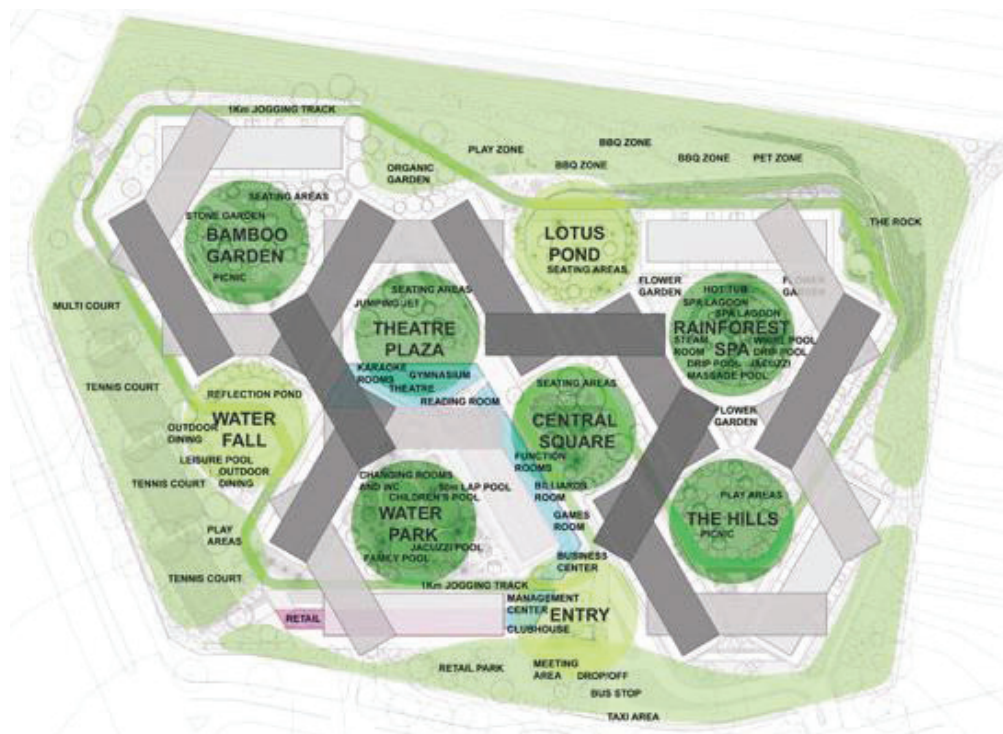 1Km JOGGING TRACK
PLAY ZONE
BBQ ZONE
BBQ ZONE
BBQ ZONE
PET ZONE
ORGANIC
GARDEN
SEATING AREAS
STONE GARDEN
BAMBOO
GARDEN
PICNIC
LOTUS
POND
SEATING AREAS
THE ROCK
FLOWER
GARDEN
HOT TUB
SPA LAGOON
SPA LAGOON
RAINFOREST
SPA
STEAM
ROOM
DRIP POOL
DRIP POOL
JACUZZI
MASSAGE POOL
FLOWER
GARDEN
SEATING AREAS
THEATRE
PLAZA
KARAOKE
ROOMS
GYMNASIUM
THEATRE
READING ROOM
MULTI COURT
TENNIS COURT
REFLECTION POND
WATER
FALL
OUTDOOR
DINING
LEISURE POOL
OUTDOOR
DINING
TENNIS COURT
SEATING AREAS
CENTRAL
SQUARE
FUNCTION
ROOMS
BILLIARDS
ROOM
GAMES
ROOM
BUSINESS
CENTER
CHANGING ROOMS
AND WC
50m LAP POOL
CHILDREN'S POOL
WATER
PARK
JACUZZI POOL
FAMILY POOL
PLAY AREAS
THE HILLS
PICNIC
FLOWER
GARDEN
PLAY
AREAS
TENNIS COURT
1Km JOGGING TRACK
RETAIL
MANAGEMENT
CENTER
CLUBHOUSE
ENTRY
RETAIL PARK
MEETING
AREA
DROP/OFF
BUS STOP
TAXI AREA